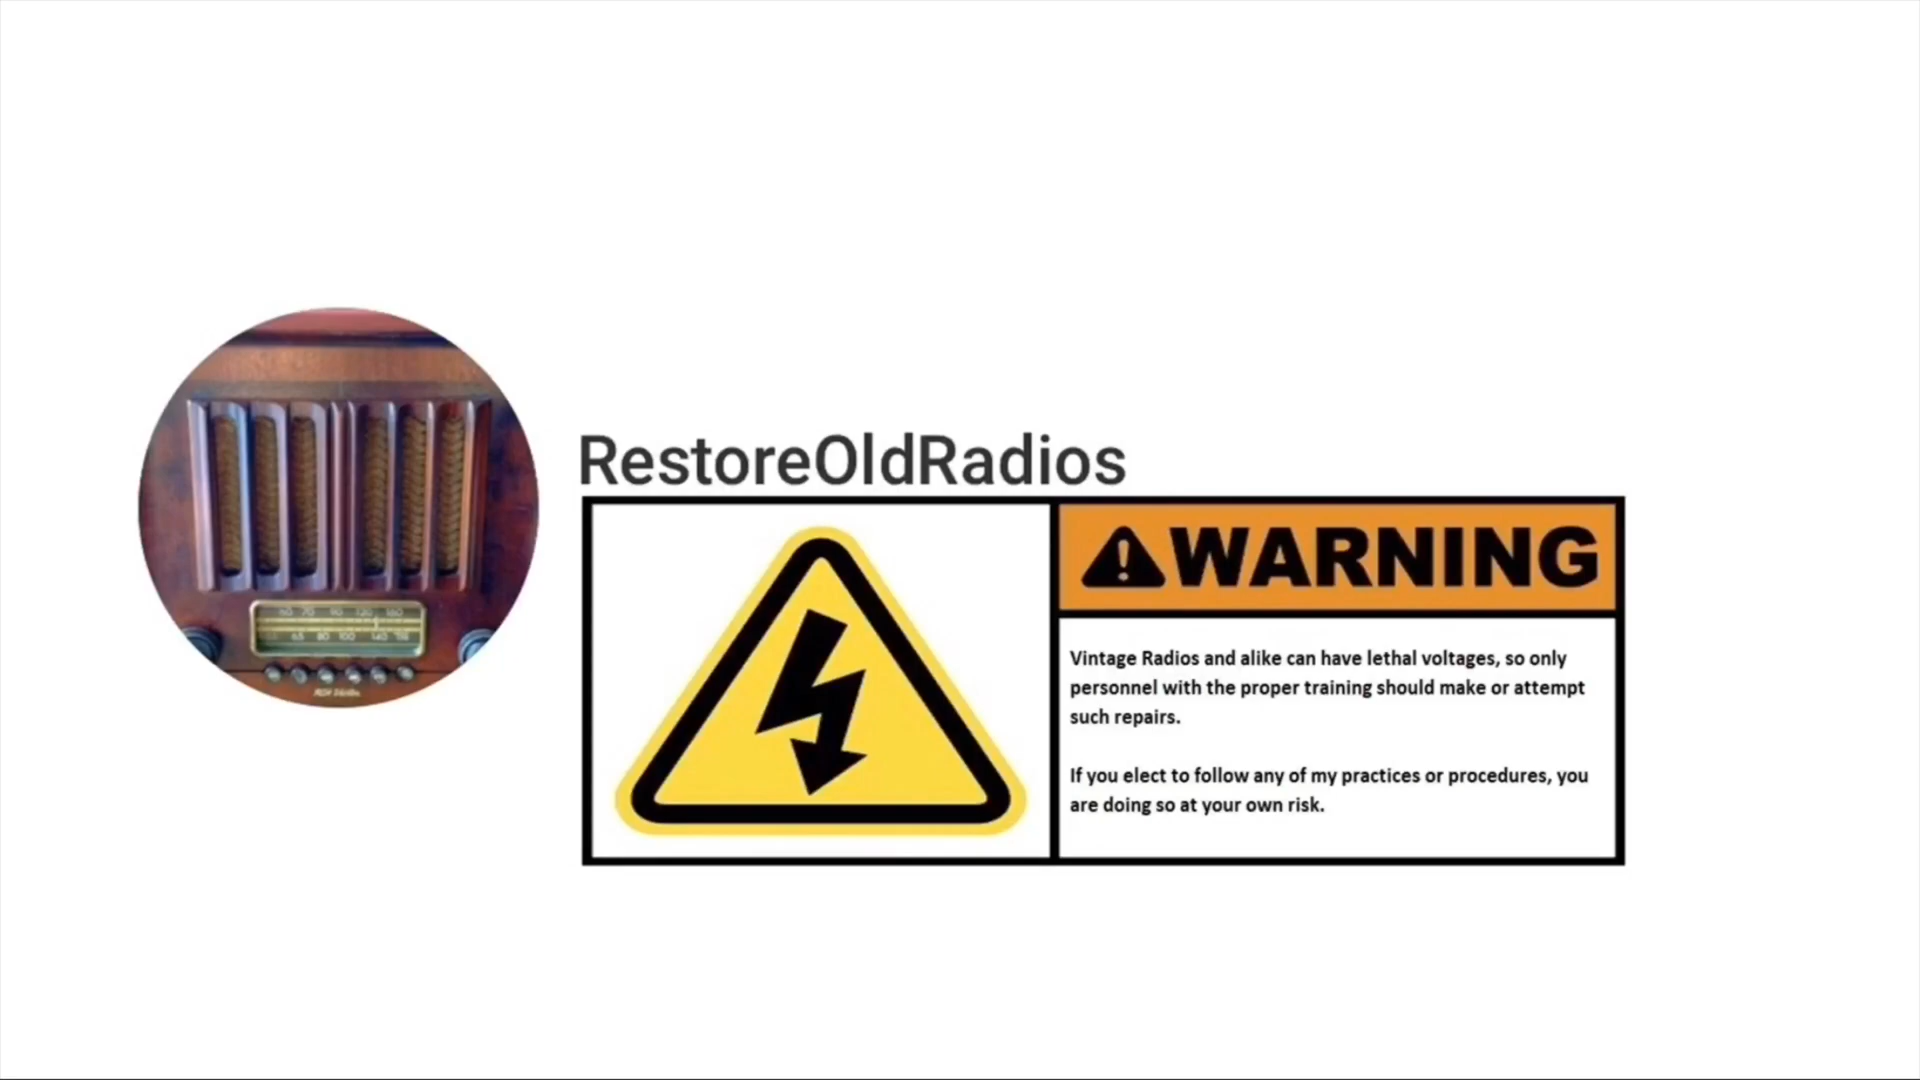 RestoreOldRadios
WARNING
Vintage Radios and alike can have lethal voltages, so only
personnel with the proper training should make or attempt
such repairs.
If you elect to follow any of my practices or procedures, you
are doing so at your own risk.